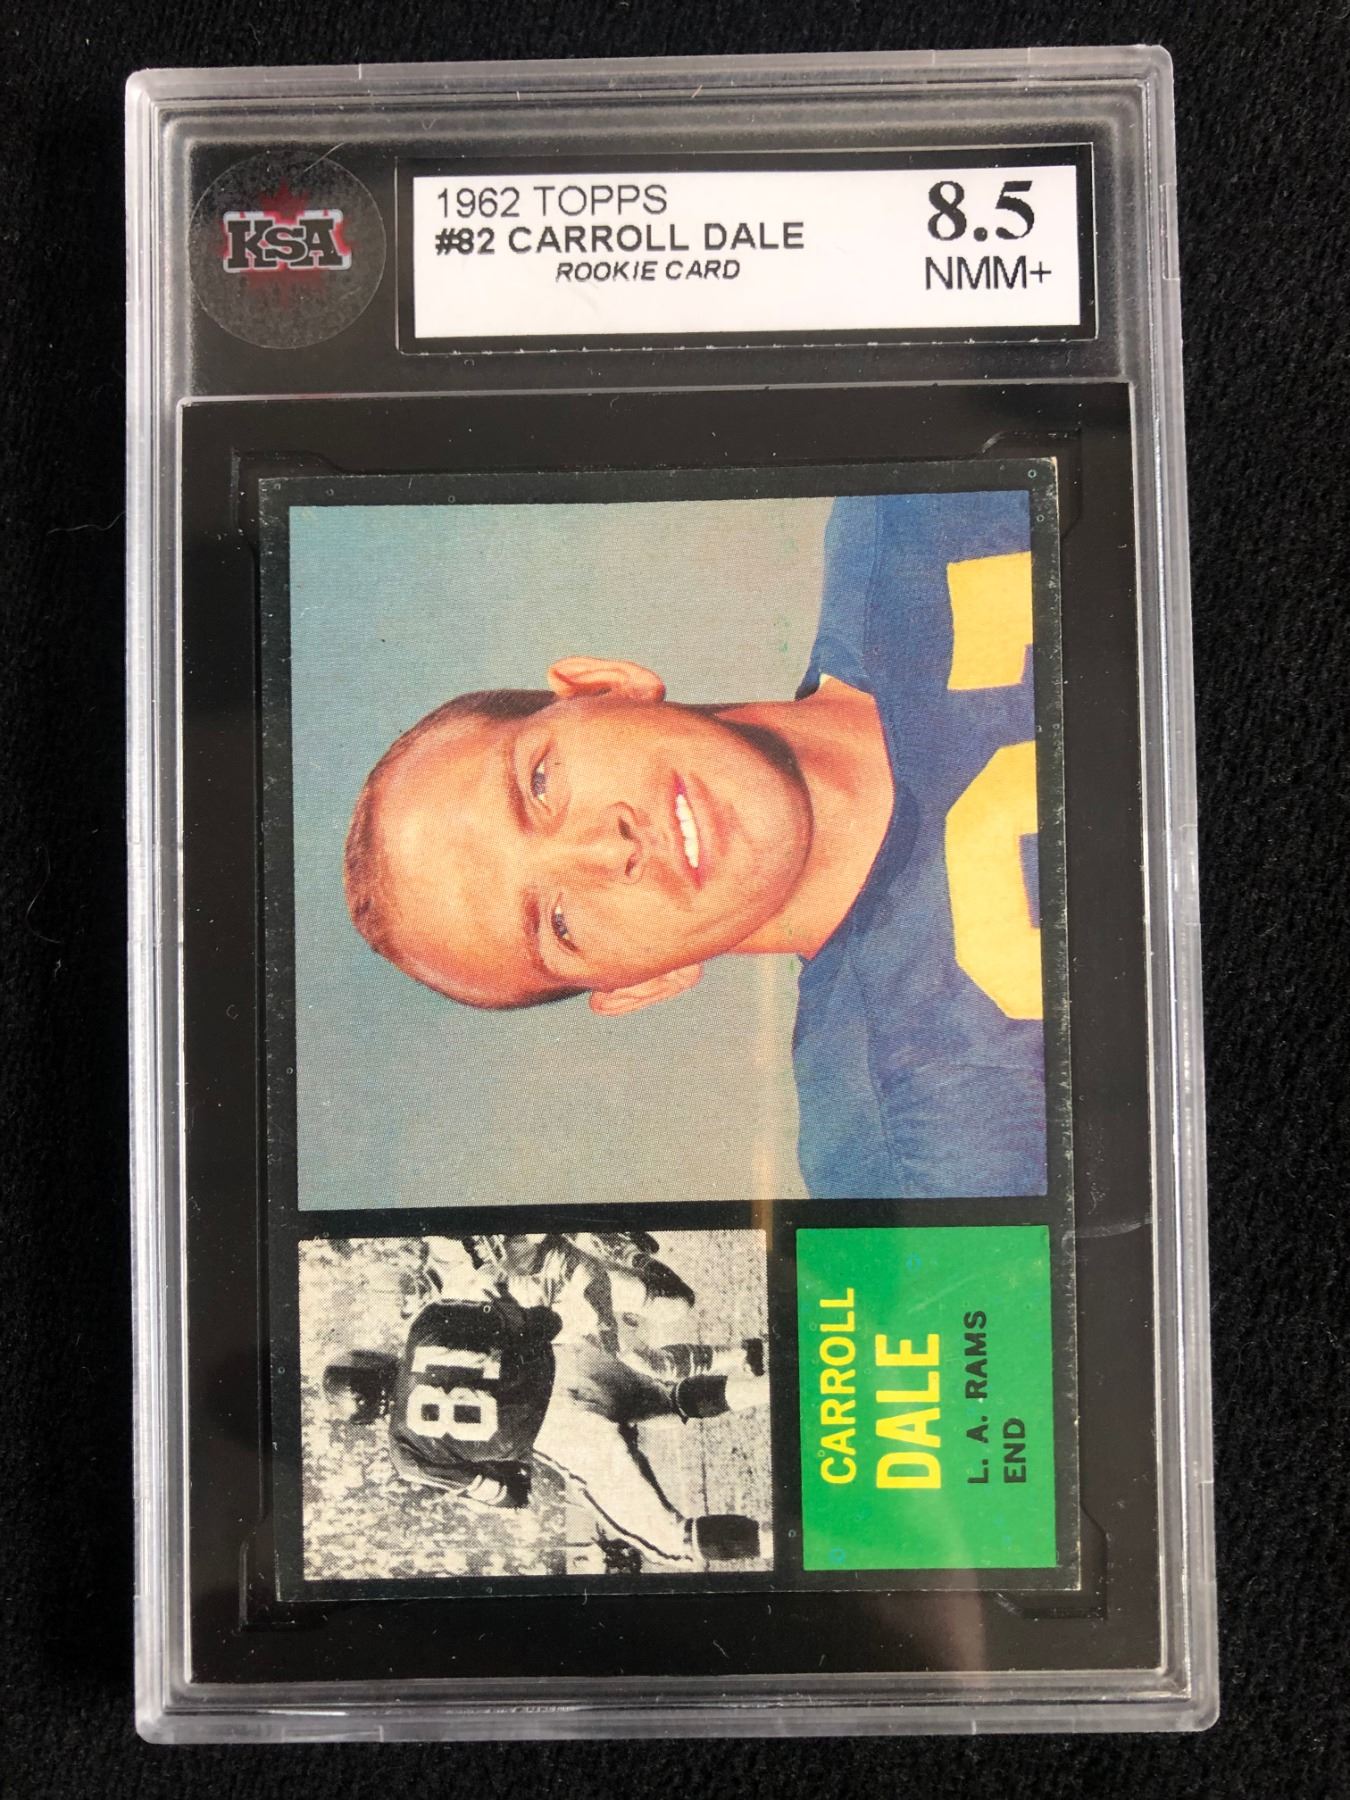 KSA
1962 TOPPS
#82 CARROLL DALE
ROOKIE CARD
8.5
NMM+
81
CARROLL
DALE
L. A. RAMS
END